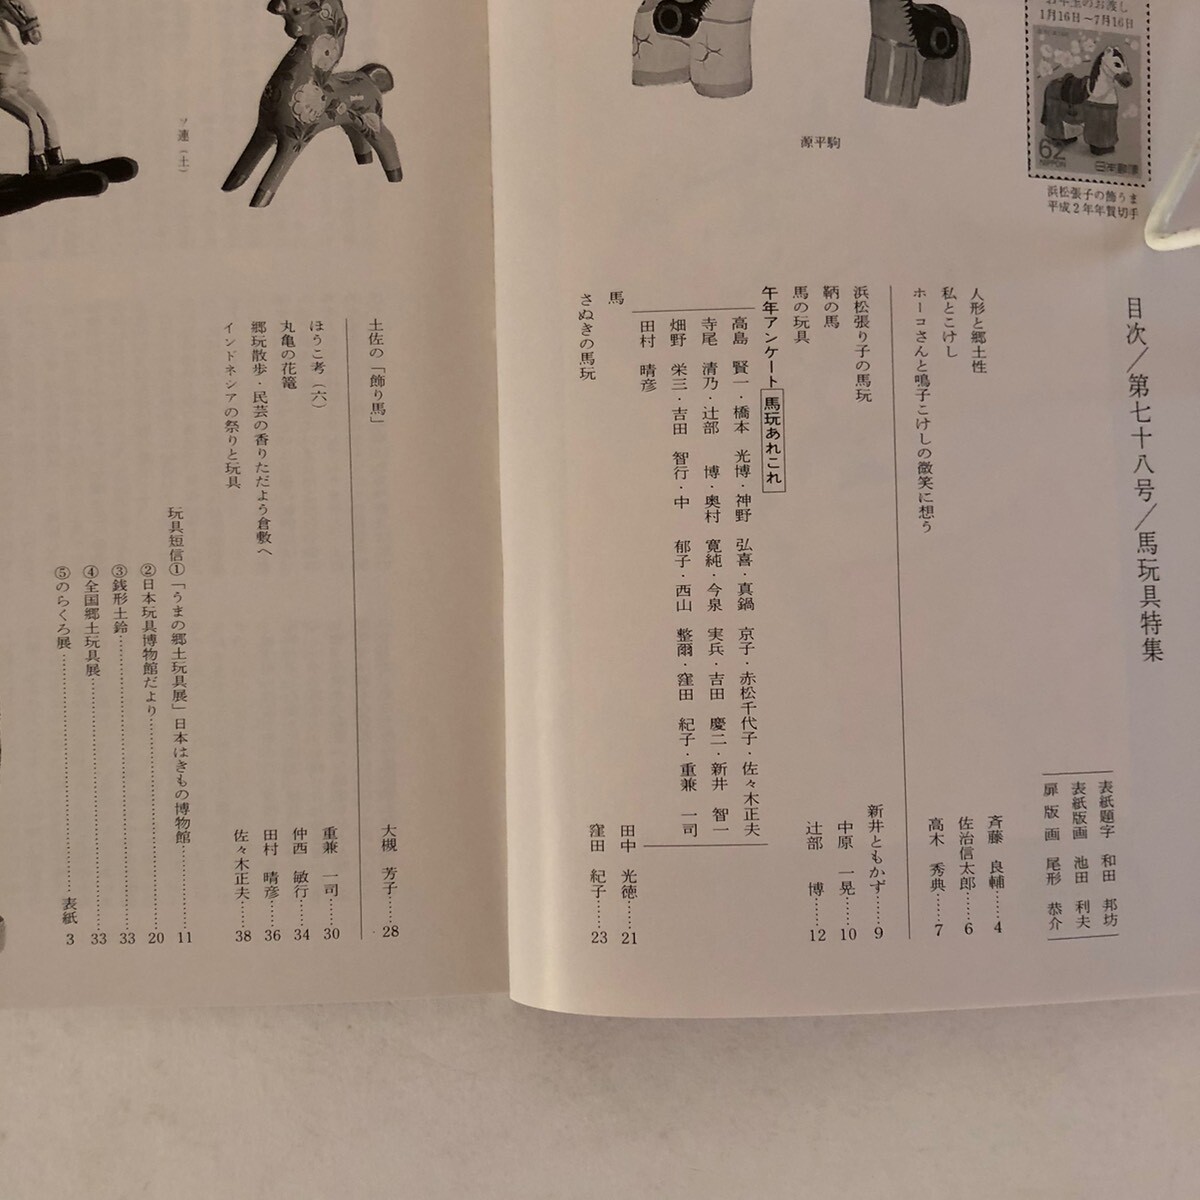 1月16日～7月16日
62
NIPPON
日本郵便
浜松張子の飾りうま
平成2年年賀切手
源平駒
ソ連（土）
目次／第七十八号／馬玩具特集
表紙題字 和田 邦坊
表紙版画 池田 利夫
扉版画 尾形 恭介
人形と郷土性 斉藤 良輔……4
私とこけし 佐治信太郎……6
ホーコさんと鳴子こけしの微笑に想う 高木 秀典……7
浜松張り子の馬玩 新井ともかず……9
鞆の馬 中原 一晃……10
馬の玩具 辻部 博……12
午年アンケート 馬玩あれこれ
高島 賢一・橋本 光博・神野 弘喜・真鍋 京子・赤松千代子・佐々木正夫
寺尾 清乃・辻部 博・奥村 寛純・今泉 実兵・吉田 慶二・新井 智一
畑野 栄三・吉田 智行・中 郁子・西山 整爾・窪田 紀子・重兼 一司
田村 晴彦
馬 田中 光徳……21
さぬきの馬玩 窪田 紀子……23
土佐の「飾り馬」 大槻 芳子……28
ほうこ考（六） 重兼 一司……30
丸亀の花篭 仲西 敏行……34
郷玩散歩・民芸の香りただよう倉敷へ 田村 晴彦……36
インドネシアの祭りと玩具 佐々木正夫……38
玩具短信①「うまの郷土玩具展」日本はきもの博物館……11
②日本玩具博物館だより……20
③銭形土鈴……33
④全国郷土玩具展……33
⑤のらくろ展……表紙3